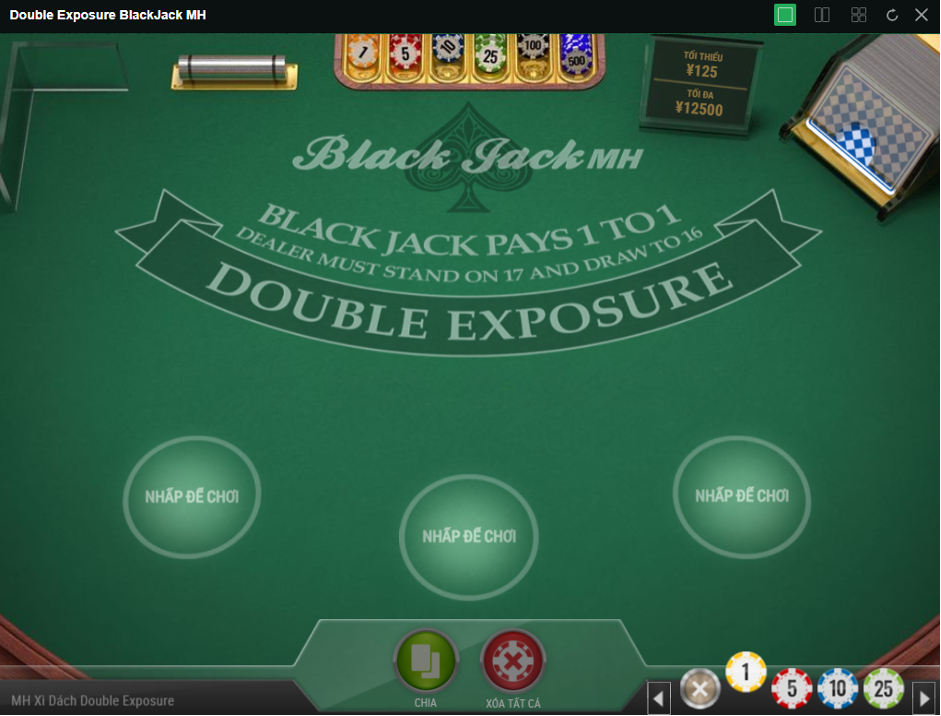 Double Exposure BlackJack MH
1
5
10
25
100
500
TỐI THIỂU
¥125
TỐI ĐA
¥12500
Black Jack MH
BLACK JACK PAYS 1 TO 1
DEALER MUST STAND ON 17 AND DRAW TO 16
DOUBLE EXPOSURE
NHẤP ĐỂ CHƠI
NHẤP ĐỂ CHƠI
NHẤP ĐỂ CHƠI
CHIA
XÓA TẤT CẢ
MH Xì Dách Double Exposure
1
5
10
25